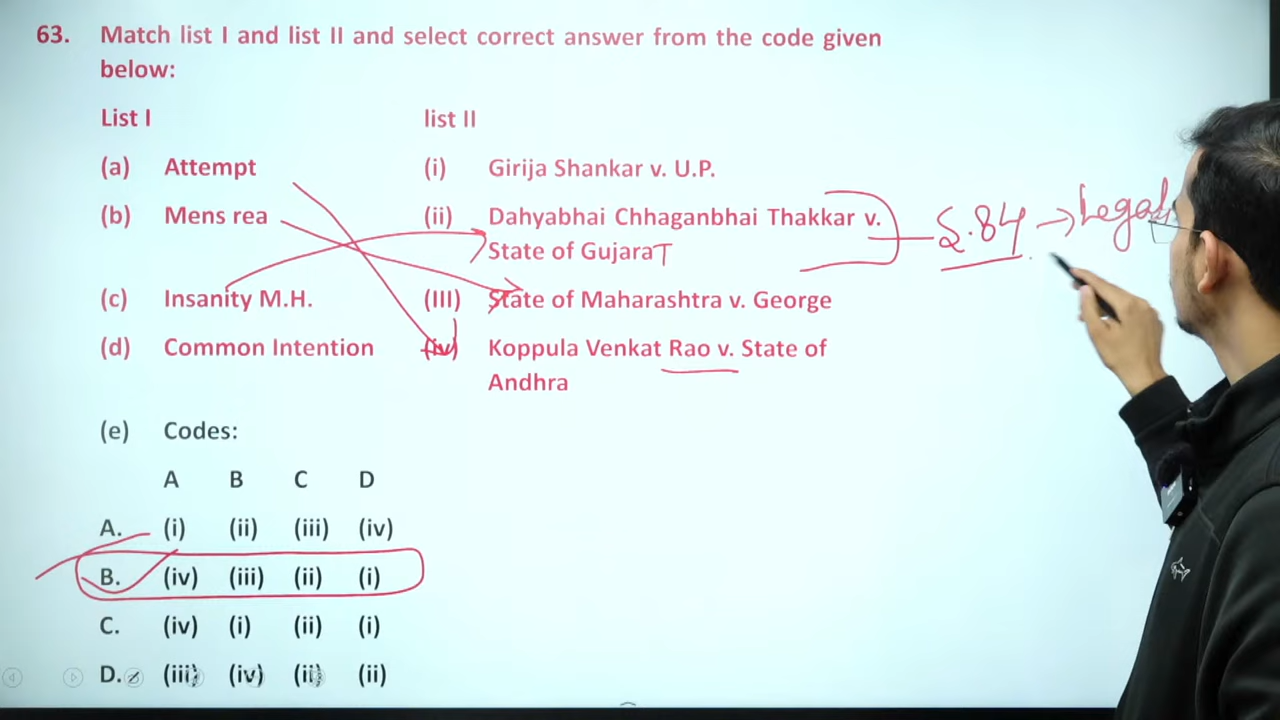 63. Match list I and list II and select correct answer from the code given
below:
List I list II
(a) Attempt (i) Girija Shankar v. U.P.
(b) Mens rea (ii) Dahyabhai Chhaganbhai Thakkar v.
State of GujaraT
S.84 → Legal
(c) Insanity M.H. (III) State of Maharashtra v. George
(d) Common Intention (iv) Koppula Venkat Rao v. State of
Andhra
(e) Codes:
A B C D
A. (i) (ii) (iii) (iv)
B. (iv) (iii) (ii) (i)
C. (iv) (i) (ii) (i)
D. (iii) (iv) (ii) (ii)